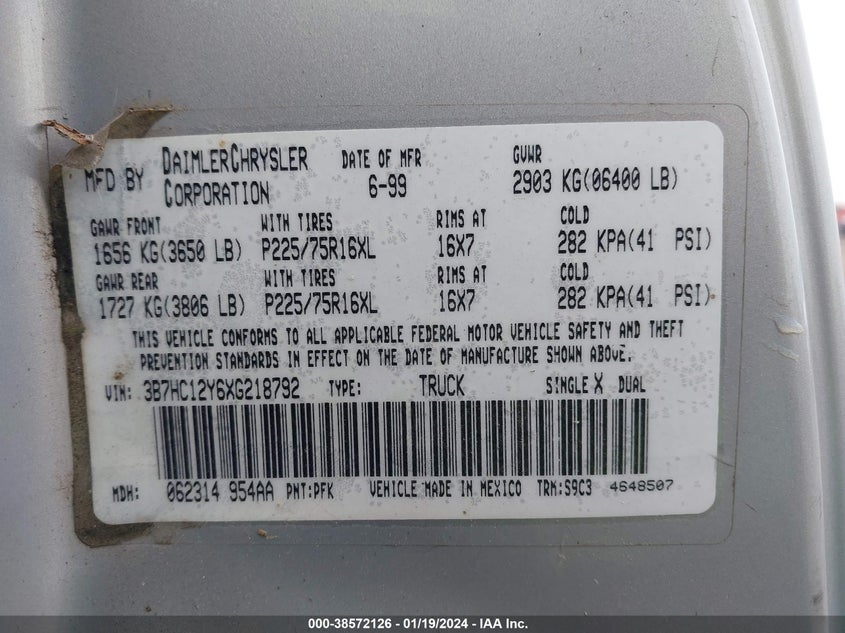 MFD BY DAIMLERCHRYSLER CORPORATION DATE OF MFR 6-99 GVWR 2903 KG(06400 LB)
GAWR FRONT WITH TIRES RIMS AT COLD
1656 KG(3650 LB) P225/75R16XL 16X7 282 KPA(41 PSI)
GAWR REAR WITH TIRES RIMS AT COLD
1727 KG(3806 LB) P225/75R16XL 16X7 282 KPA(41 PSI)
THIS VEHICLE CONFORMS TO ALL APPLICABLE FEDERAL MOTOR VEHICLE SAFETY AND THEFT
PREVENTION STANDARDS IN EFFECT ON THE DATE OF MANUFACTURE SHOWN ABOVE.
VIN: 3B7HC12Y6XG218792 TYPE: TRUCK SINGLE X DUAL
MDH: 062314 954AA PNT:PFK VEHICLE MADE IN MEXICO TRM:S9C3 4648507
000-38572126 - 01/19/2024 - IAA Inc.